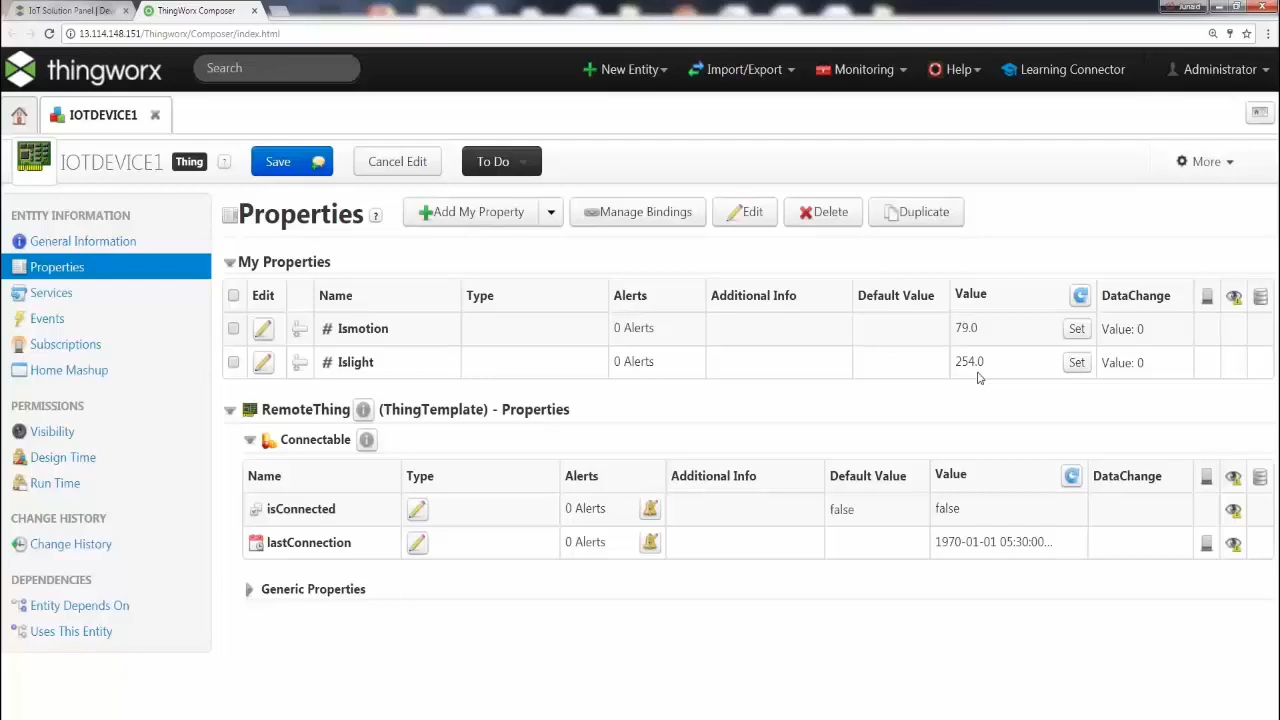 IoT Solution Panel | De
ThingWorx Composer
Junaid
13.114.148.151/Thingworx/Composer/index.html
thingworx
Search
New Entity
Import/Export
Monitoring
Help
Learning Connector
Administrator
IOTDEVICE1
IOTDEVICE1 Thing ? Save Cancel Edit To Do More
ENTITY INFORMATION
General Information
Properties
Services
Events
Subscriptions
Home Mashup
PERMISSIONS
Visibility
Design Time
Run Time
CHANGE HISTORY
Change History
DEPENDENCIES
Entity Depends On
Uses This Entity
Properties ? Add My Property Manage Bindings Edit Delete Duplicate
My Properties
Edit Name Type Alerts Additional Info Default Value Value DataChange
# Ismotion 0 Alerts 79.0 Set Value: 0
# Islight 0 Alerts 254.0 Set Value: 0
RemoteThing (ThingTemplate) - Properties
Connectable
Name Type Alerts Additional Info Default Value Value DataChange
isConnected 0 Alerts false false
lastConnection 0 Alerts 1970-01-01 05:30:00...
Generic Properties